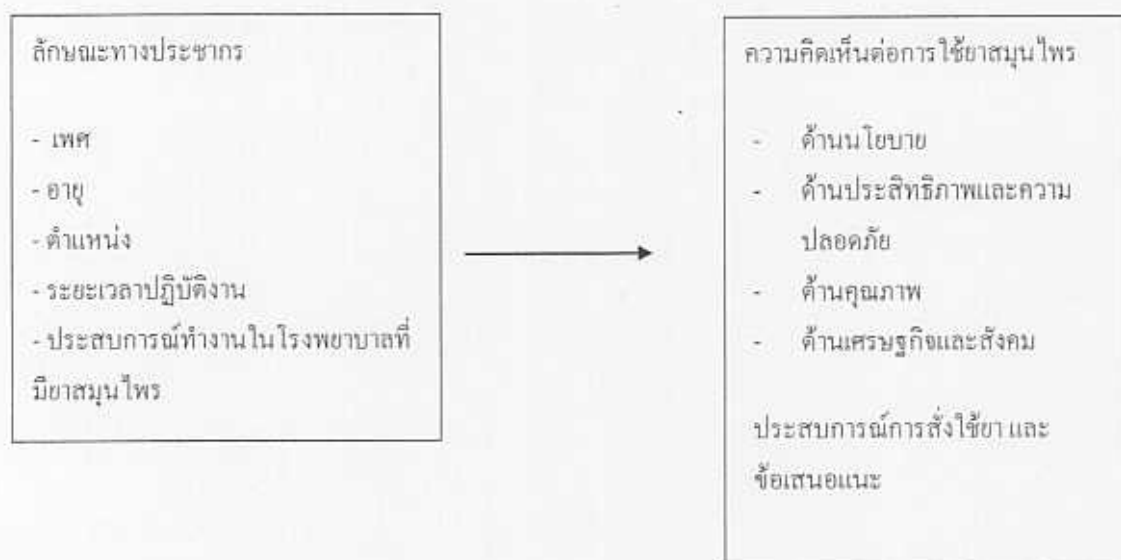 ลักษณะทางประชากร
- เพศ
- อายุ
- ตำแหน่ง
- ระยะเวลาปฏิบัติงาน
- ประสบการณ์ทำงานในโรงพยาบาลที่
มียาสมุนไพร
ความคิดเห็นต่อการใช้ยาสมุนไพร
- ด้านนโยบาย
- ด้านประสิทธิภาพและความ
ปลอดภัย
- ด้านคุณภาพ
- ด้านเศรษฐกิจและสังคม
ประสบการณ์การสั่งใช้ยา และ
ข้อเสนอแนะ